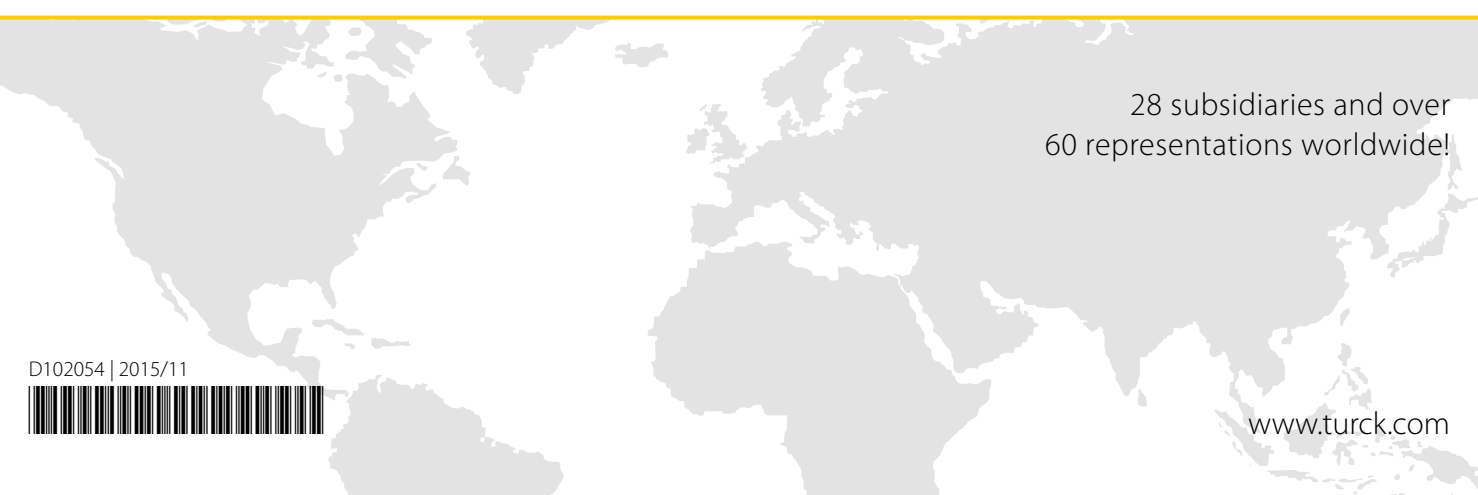 28 subsidiaries and over
60 representations worldwide!
D102054 | 2015/11
www.turck.com